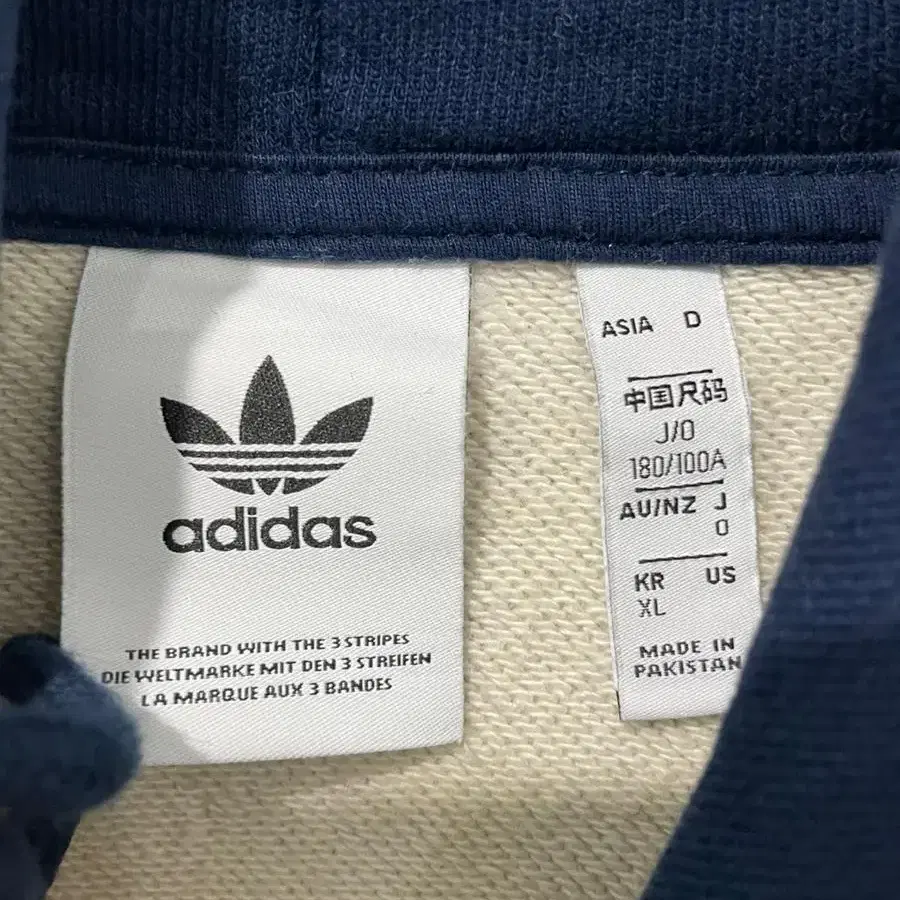 adidas
THE BRAND WITH THE 3 STRIPES
DIE WELTMARKE MIT DEN 3 STREIFEN
LA MARQUE AUX 3 BANDES
ASIA D
中国尺码
J/O
180/100A
AU/NZ J
O
KR US
XL
MADE IN
PAKISTAN